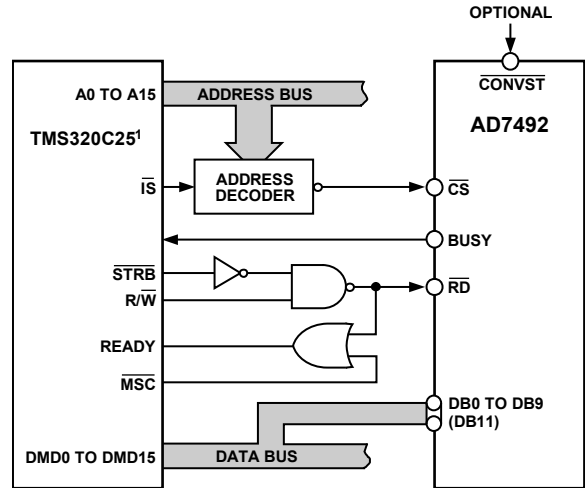 OPTIONAL
A0 TO A15
ADDRESS BUS
CONVST
AD7492
TMS320C25¹
IS
ADDRESS
DECODER
CS
BUSY
STRB
R/W
RD
READY
MSC
DB0 TO DB9
(DB11)
DMD0 TO DMD15
DATA BUS